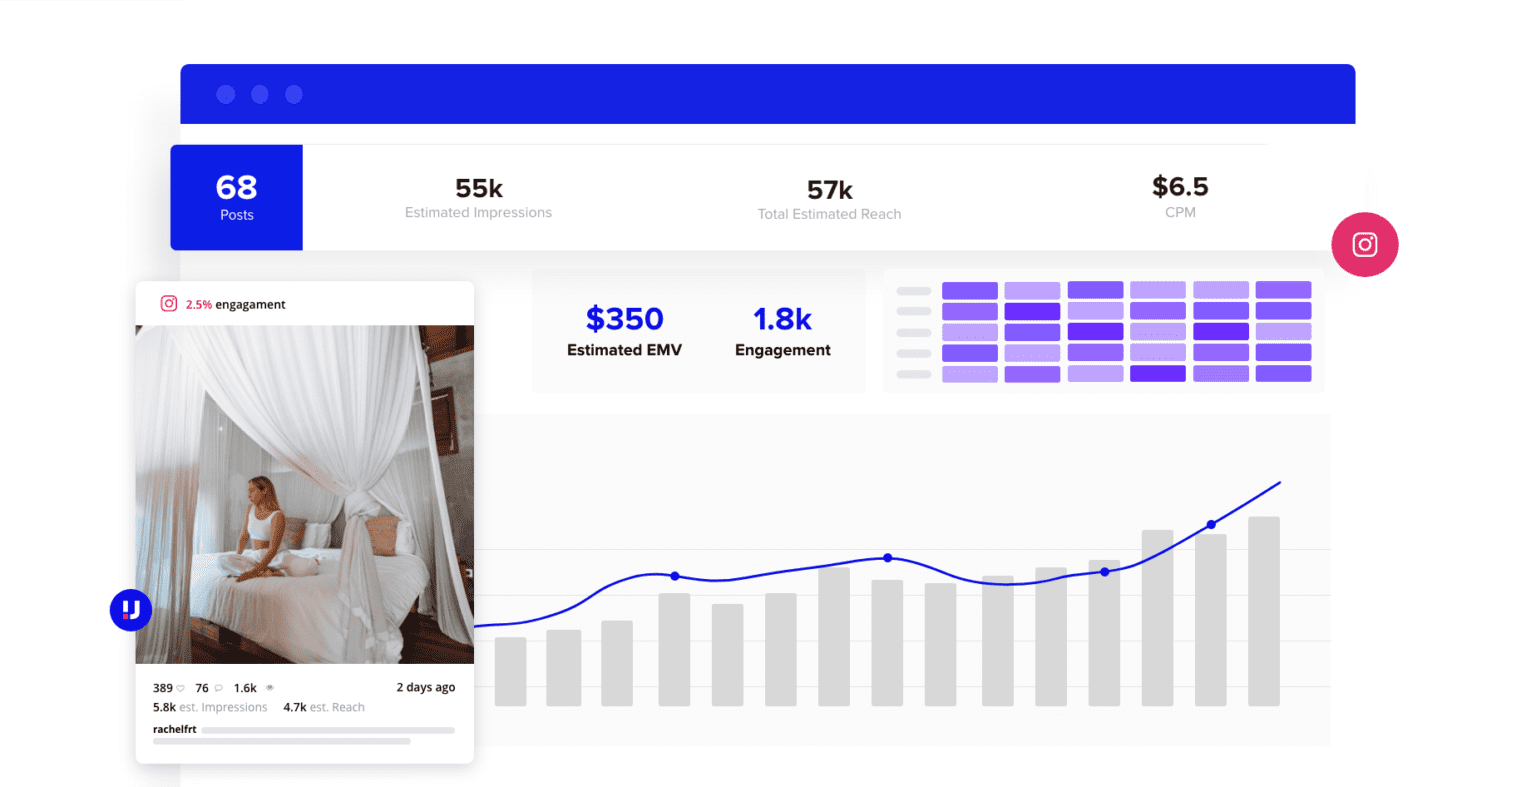 68
Posts
55k
Estimated Impressions
57k
Total Estimated Reach
$6.5
CPM
2.5% engagament
$350
Estimated EMV
1.8k
Engagement
389 76 1.6k 2 days ago
5.8k est. Impressions 4.7k est. Reach
rachelfrt